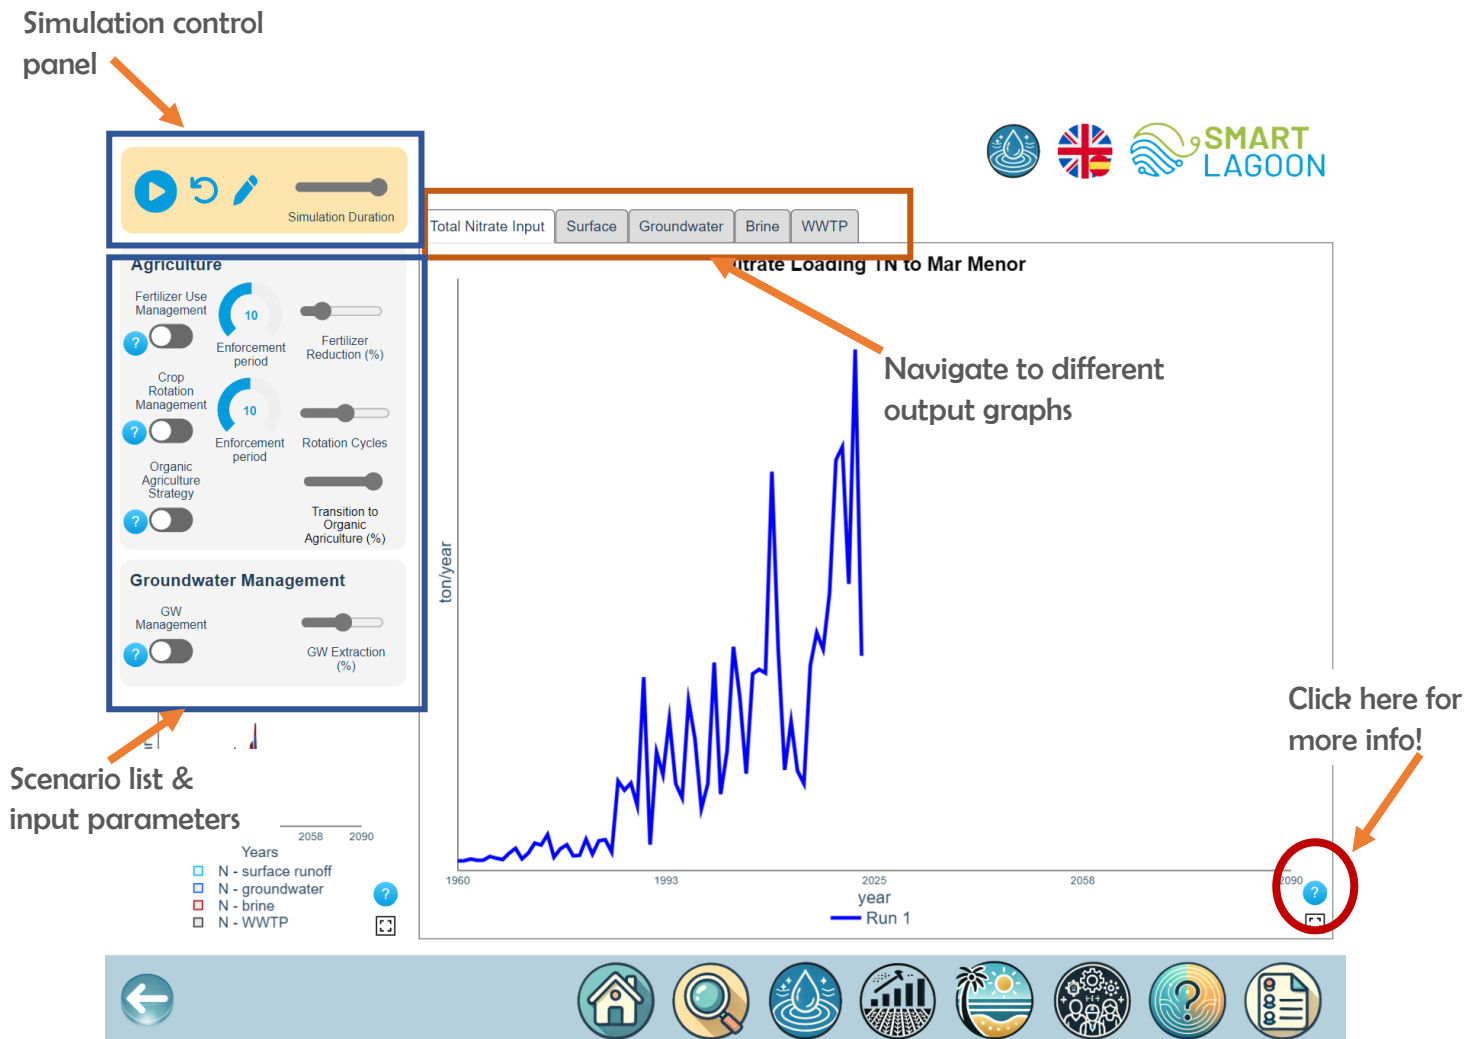 Simulation control
panel
SMART
LAGOON
Simulation Duration
Total Nitrate Input
Surface
Groundwater
Brine
WWTP
Agriculture
Fertilizer Use
Management
?
10
Enforcement
period
Fertilizer
Reduction (%)
Crop
Rotation
Management
?
10
Enforcement
period
Rotation Cycles
Organic
Agriculture
Strategy
?
Transition to
Organic
Agriculture (%)
Groundwater Management
GW
Management
?
GW Extraction
(%)
Loading TN to Mar Menor
Navigate to different
output graphs
ton/year
1960
1993
2025
2058
2090
year
Run 1
Click here for
more info!
?
Scenario list &
input parameters
2058
2090
Years
N - surface runoff
N - groundwater
N - brine
N - WWTP
?
?